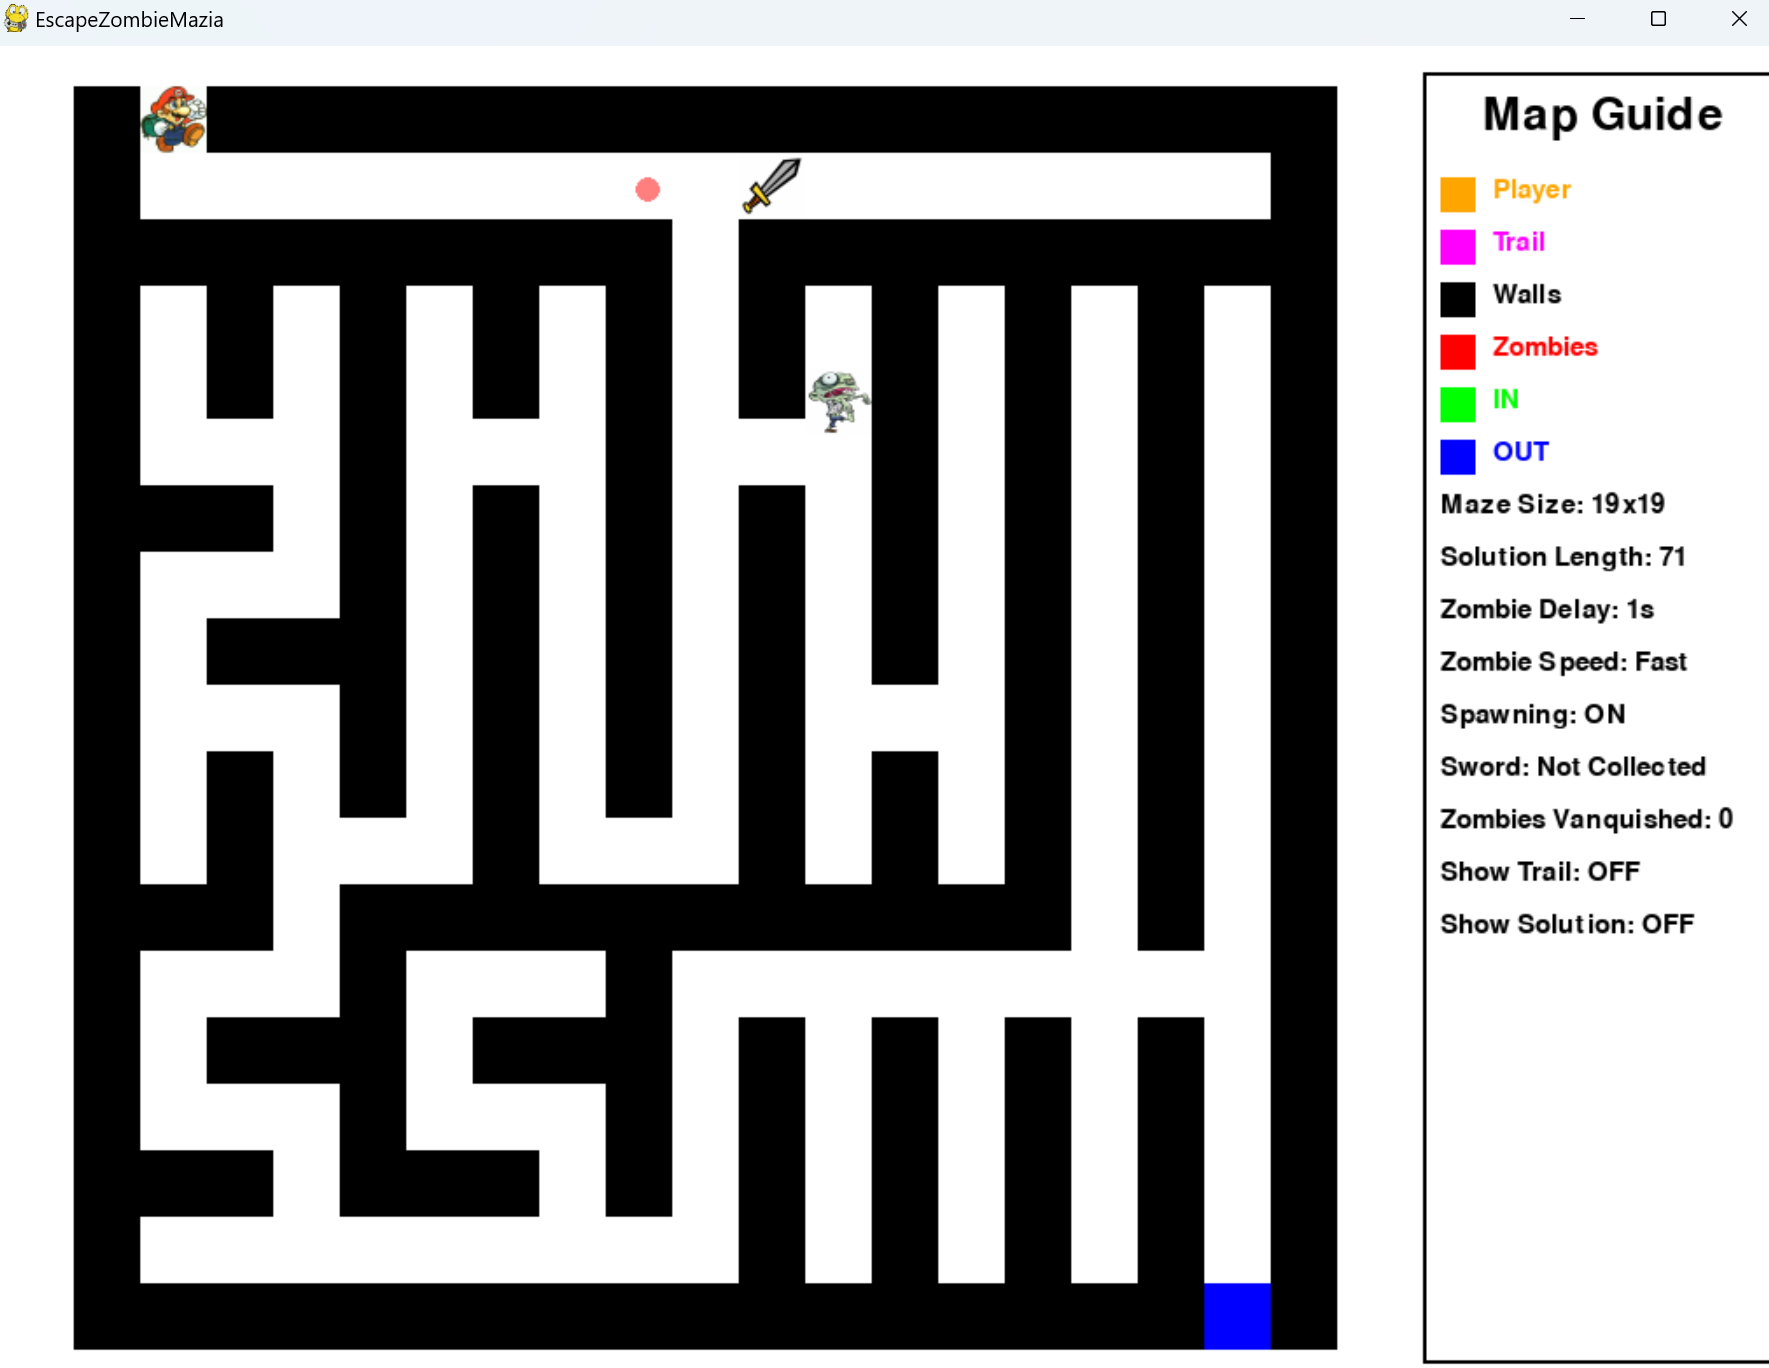 EscapeZombieMazia
Map Guide
Player
Trail
Walls
Zombies
IN
OUT
Maze Size: 19x19
Solution Length: 71
Zombie Delay: 1s
Zombie Speed: Fast
Spawning: ON
Sword: Not Collected
Zombies Vanquished: 0
Show Trail: OFF
Show Solution: OFF